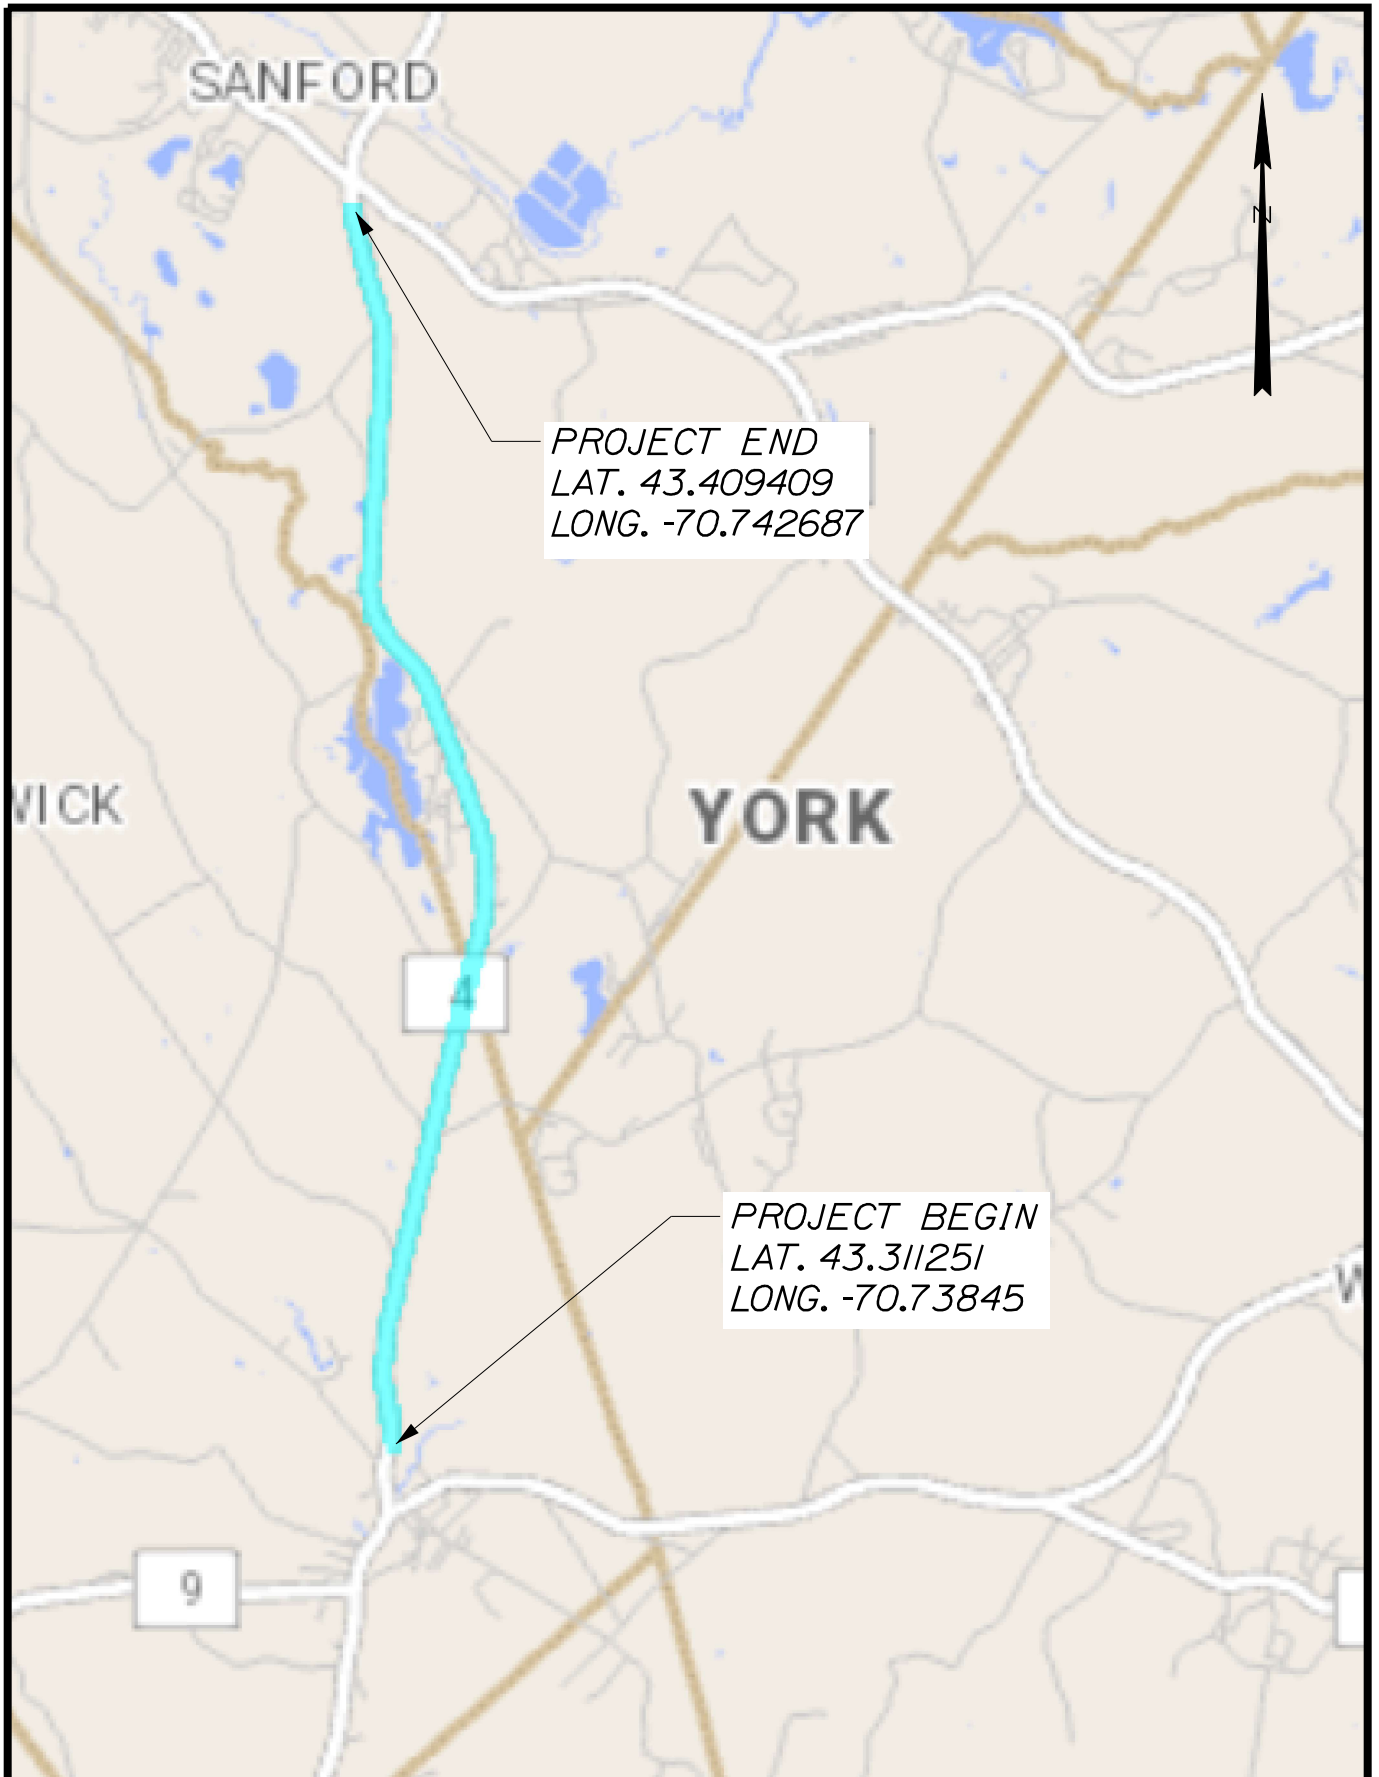 SANFORD
N
PROJECT END
LAT. 43.409409
LONG. -70.742687
WICK
YORK
4
PROJECT BEGIN
LAT. 43.311251
LONG. -70.73845
W
9